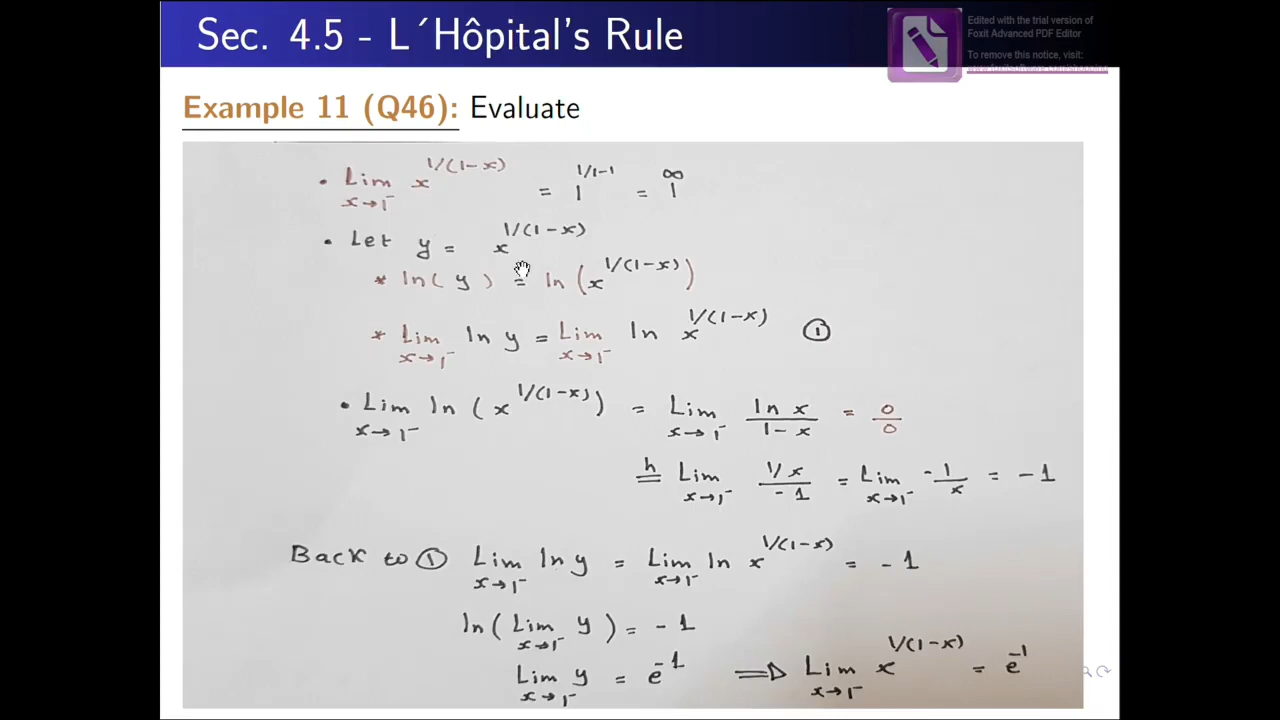 Sec. 4.5 - L´Hôpital's Rule
Edited with the trial version of
Foxit Advanced PDF Editor
To remove this notice, visit:
www.foxitsoftware.com/shopping
Example 11 (Q46): Evaluate
• Lim x→1⁻ x^1/(1-x) = 1^1/1-1 = 1^∞
• Let y = x^1/(1-x)
* ln( y ) = ln (x^1/(1-x))
* Lim x→1⁻ ln y = Lim x→1⁻ ln x^1/(1-x) ①
• Lim x→1⁻ ln ( x^1/(1-x) ) = Lim x→1⁻ ln x / 1-x = 0/0
h= Lim x→1⁻ 1/x / -1 = Lim x→1⁻ -1/x = -1
Back to ① Lim x→1⁻ ln y = Lim x→1⁻ ln x^1/(1-x) = -1
ln( Lim x→1⁻ y ) = -1
Lim x→1⁻ y = e^-1 ⇒ Lim x→1⁻ x^1/(1-x) = e^-1